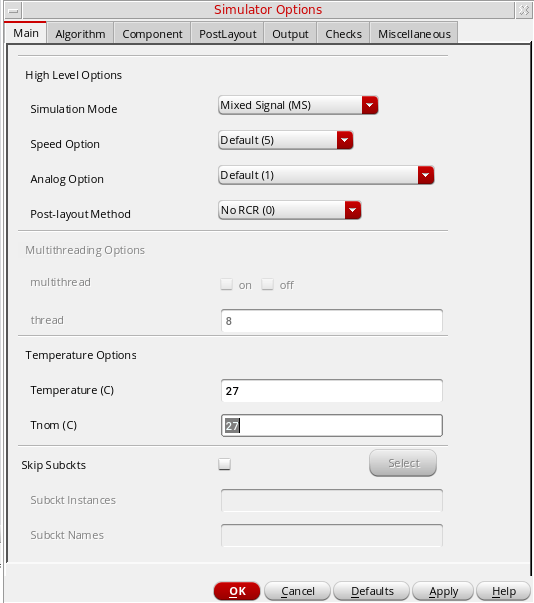 Simulator Options
Main Algorithm Component PostLayout Output Checks Miscellaneous
High Level Options
Simulation Mode Mixed Signal (MS)
Speed Option Default (5)
Analog Option Default (1)
Post-layout Method No RCR (0)
Multithreading Options
multithread on off
thread 8
Temperature Options
Temperature (C) 27
Tnom (C) 27
Skip Subckts Select
Subckt Instances
Subckt Names
OK Cancel Defaults Apply Help